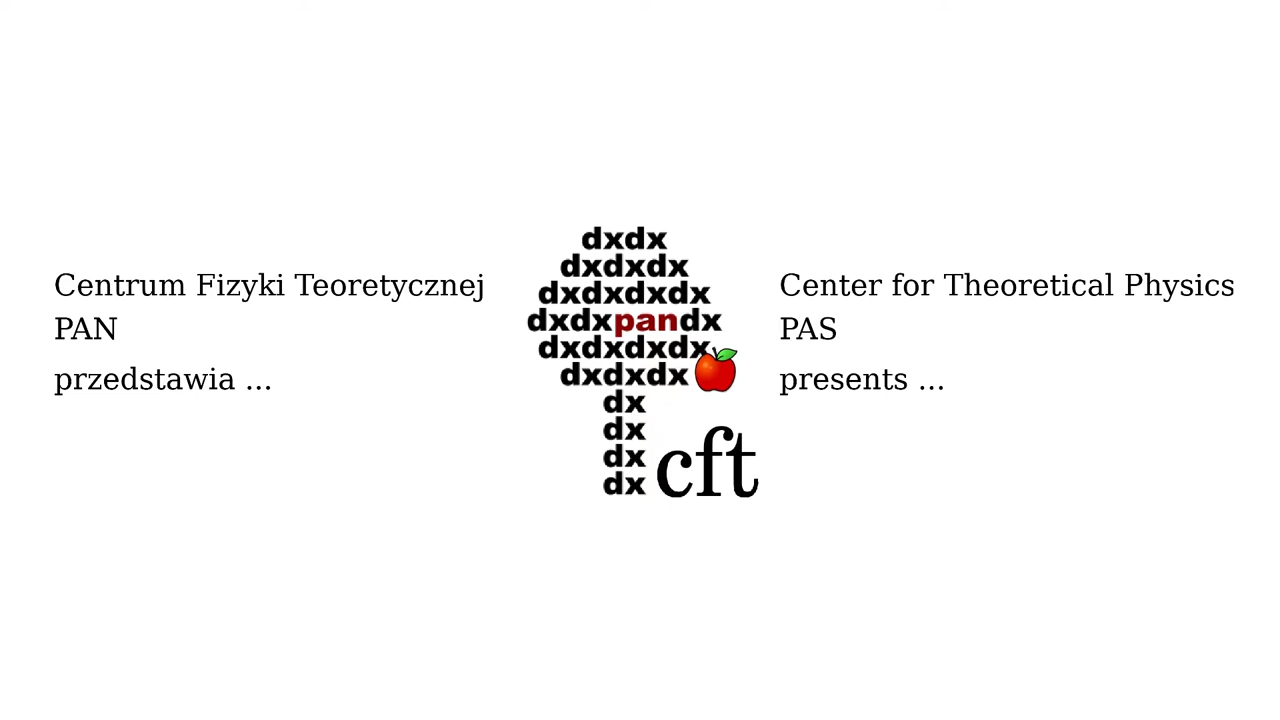 Centrum Fizyki Teoretycznej
PAN
przedstawia ...
dxdx
dxdxdx
dxdxdxdx
dxdxpandx
dxdxdxdx
dxdxdx
dx
dx
dx
dx
cft
Center for Theoretical Physics
PAS
presents ...